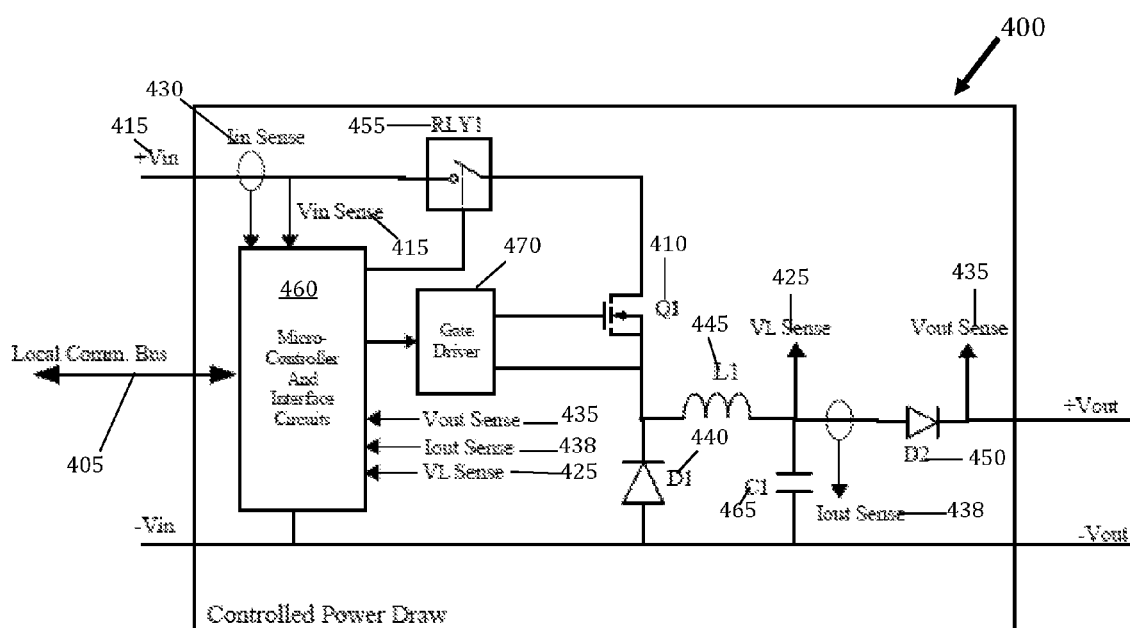 400
430
415
+Vin
Iin Sense
455
RLY1
Vin Sense
415
470
410
Q1
425
VL Sense
435
Vout Sense
460
Micro-
Controller
And
Interface
Circuits
Gate
Driver
445
L1
Local Comm. Bus
405
Vout Sense 435
Iout Sense 438
VL Sense 425
440
D1
+Vout
D2 450
C1
465
Iout Sense 438
-Vin
-Vout
Controlled Power Draw